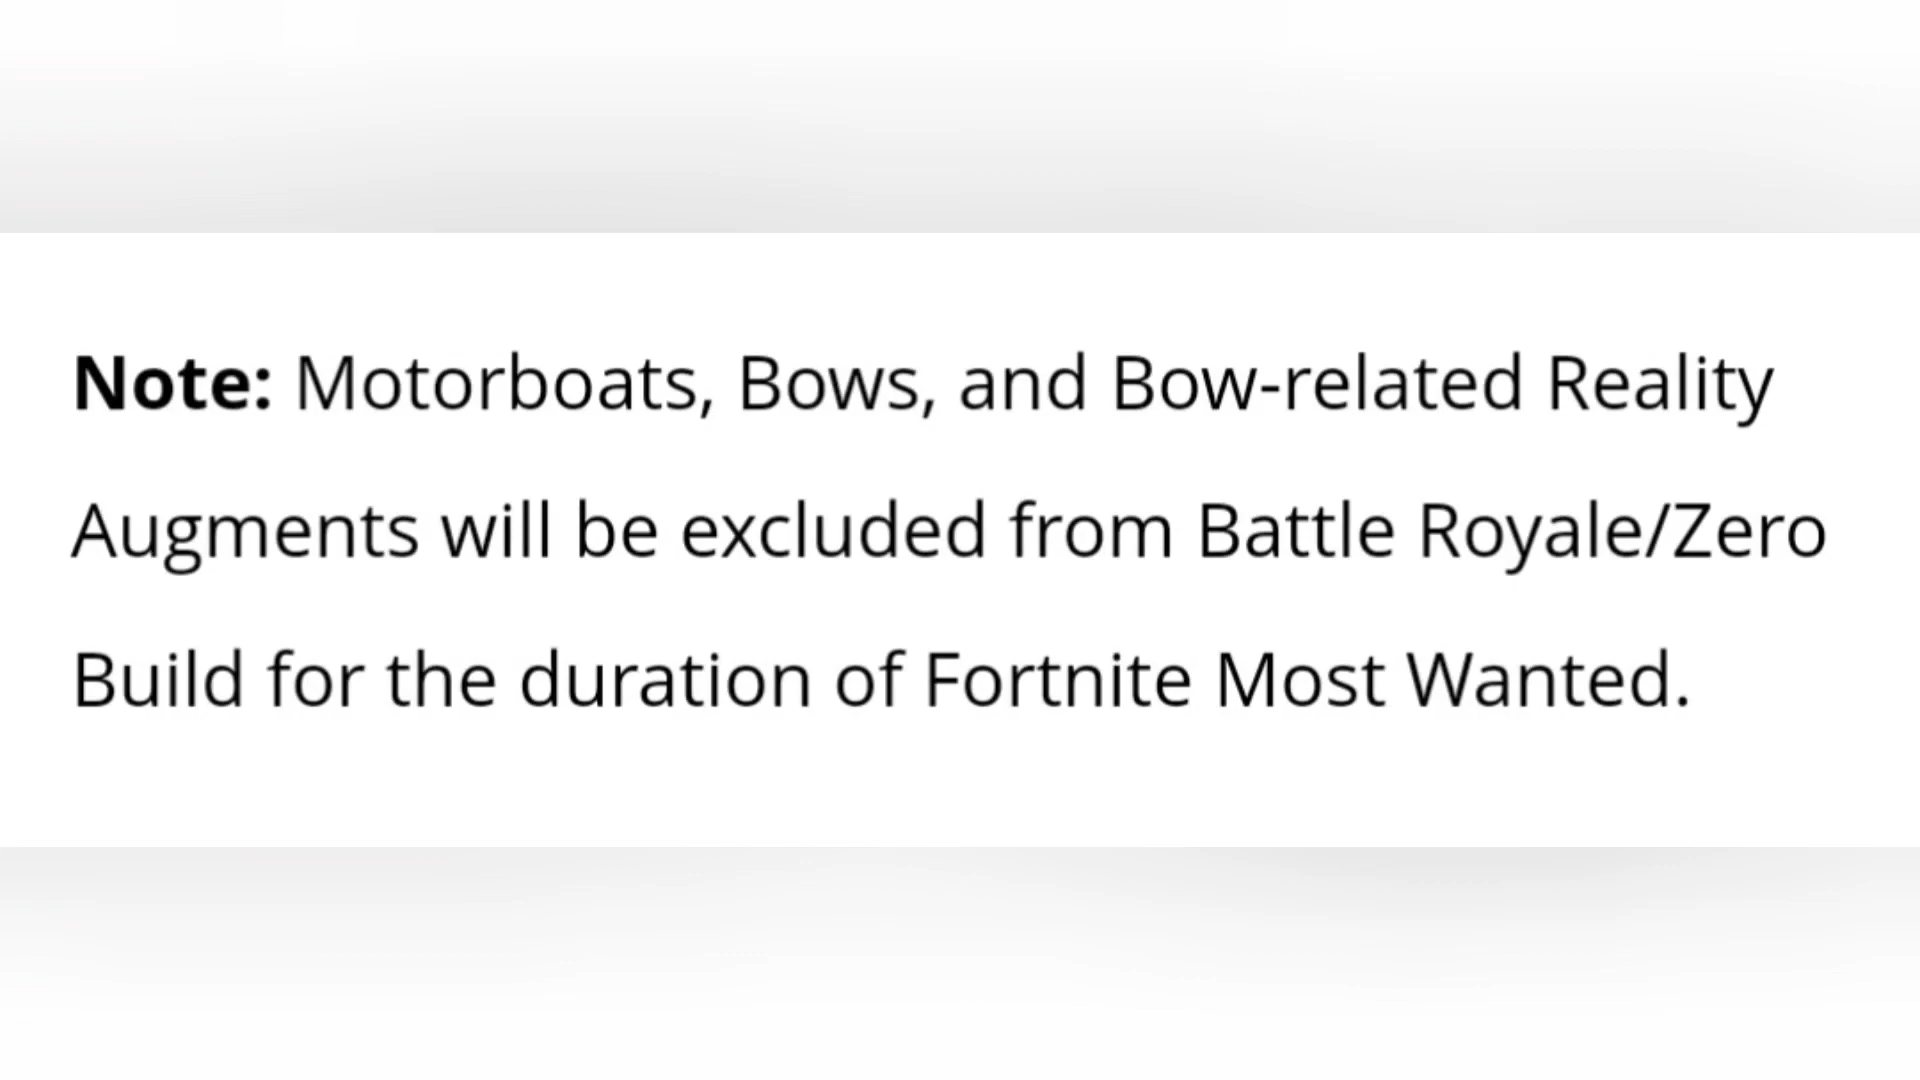 Note: Motorboats, Bows, and Bow-related Reality
Augments will be excluded from Battle Royale/Zero
Build for the duration of Fortnite Most Wanted.